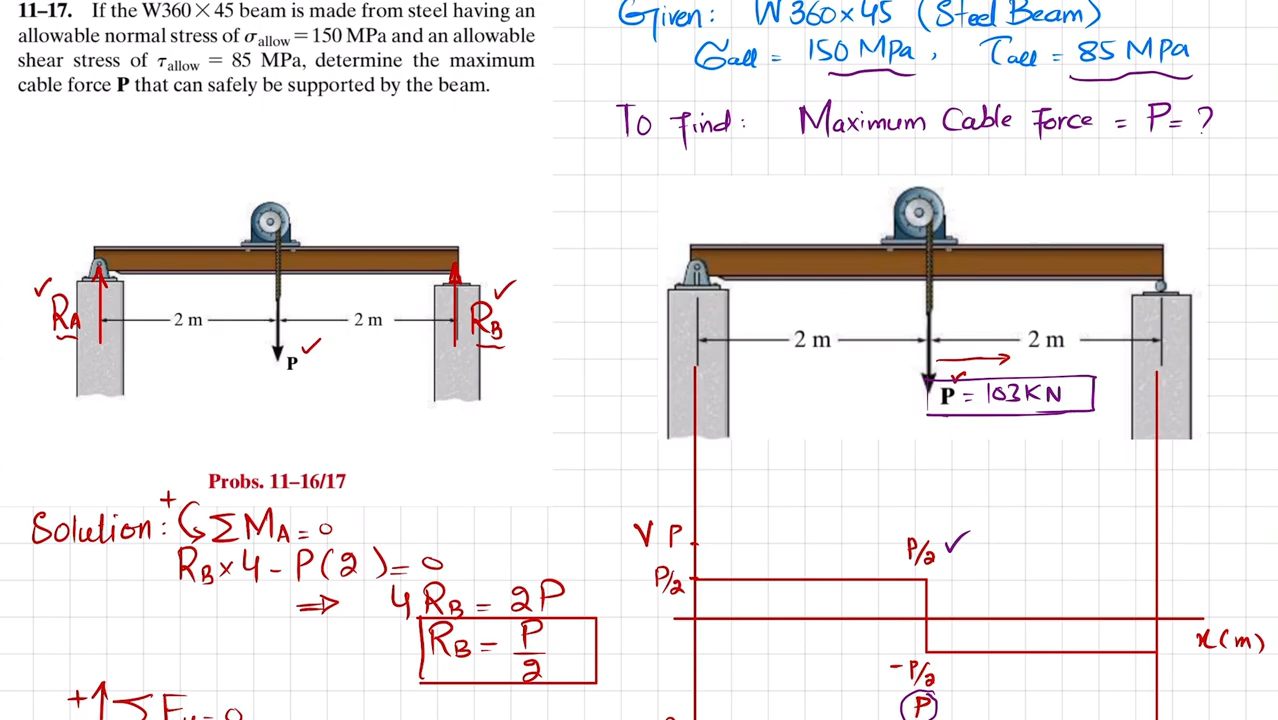 11–17. If the W360 × 45 beam is made from steel having an
allowable normal stress of σallow = 150 MPa and an allowable
shear stress of τallow = 85 MPa, determine the maximum
cable force P that can safely be supported by the beam.
RA
2 m
2 m
RB
P
Probs. 11–16/17
Solution: + ΣMA = 0
RB×4 - P(2) = 0
⇒ 4RB = 2P
RB = P/2
+↑ΣFy = 0
Given: W360×45 (Steel Beam)
σall = 150 MPa, τall = 85 MPa
To find: Maximum Cable Force = P = ?
2 m
2 m
P = 103KN
V P
P/2
P/2
x(m)
-P/2
P